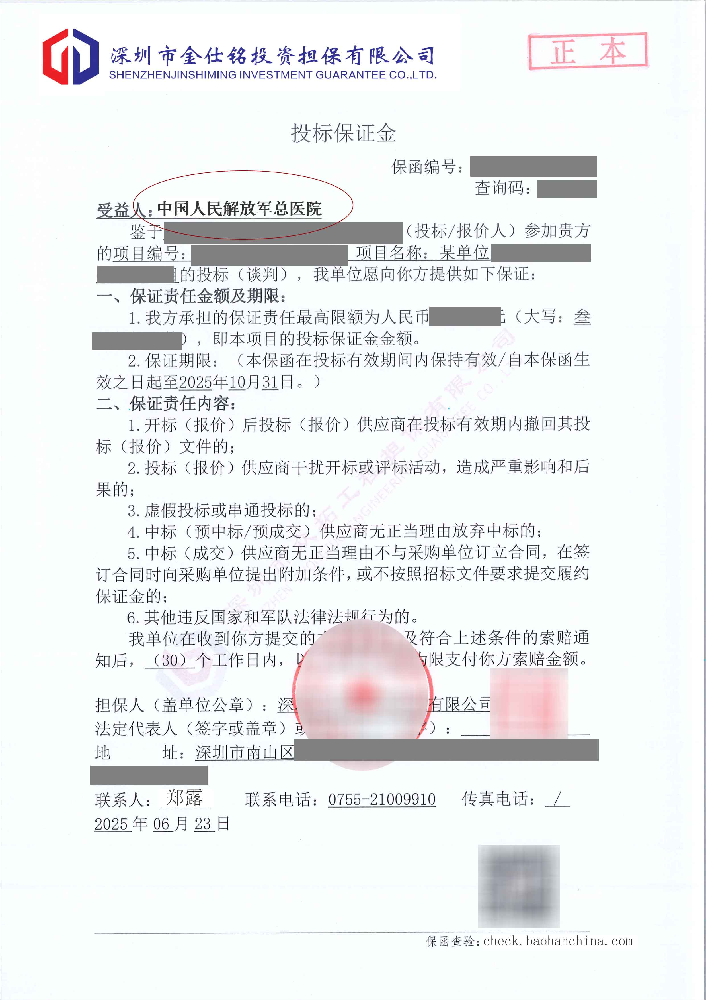 深圳市金仕铭投资担保有限公司
SHENZHENJINSHIMING INVESTMENT GUARANTEE CO.,LTD.
正 本
投标保证金
保函编号：
查询码：
受益人：中国人民解放军总医院
鉴于（投标/报价人）参加贵方
的项目编号： 项目名称：某单位
的投标（谈判），我单位愿向你方提供如下保证：
一、保证责任金额及期限：
1.我方承担的保证责任最高限额为人民币（大写：叁
），即本项目的投标保证金金额。
2.保证期限：（本保函在投标有效期间内保持有效/自本保函生
效之日起至2025年10月31日。）
二、保证责任内容：
1.开标（报价）后投标（报价）供应商在投标有效期内撤回其投
标（报价）文件的；
2.投标（报价）供应商干扰开标或评标活动，造成严重影响和后
果的；
3.虚假投标或串通投标的；
4.中标（预中标/预成交）供应商无正当理由放弃中标的；
5.中标（成交）供应商无正当理由不与采购单位订立合同，在签
订合同时向采购单位提出附加条件，或不按照招标文件要求提交履约
保证金的；
6.其他违反国家和军队法律法规行为的。
我单位在收到你方提交的 及符合上述条件的索赔通
知后，（30）个工作日内， 为限支付你方索赔金额。
担保人（盖单位公章）：深 有限公司
法定代表人（签字或盖章）或 ）：
地 址：深圳市南山区
联系人：郑露 联系电话：0755-21009910 传真电话：/
2025年06月23日
保函查验：check.baohanchina.com